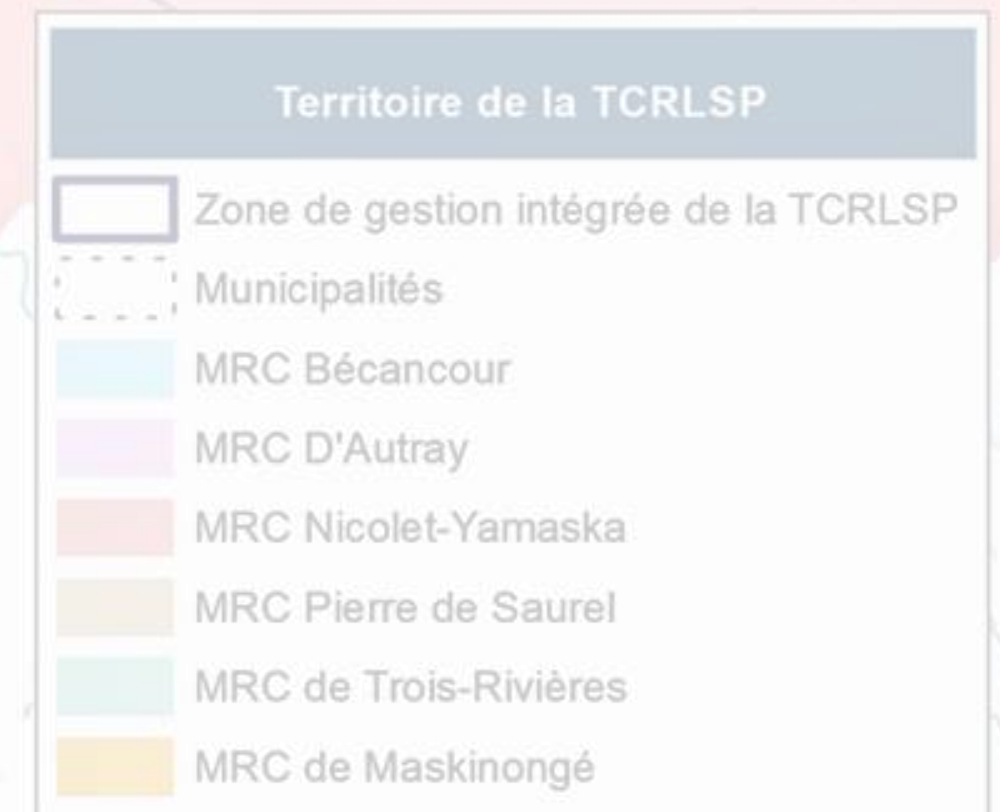 Territoire de la TCRLSP
Zone de gestion intégrée de la TCRLSP
Municipalités
MRC Bécancour
MRC D'Autray
MRC Nicolet-Yamaska
MRC Pierre de Saurel
MRC de Trois-Rivières
MRC de Maskinongé